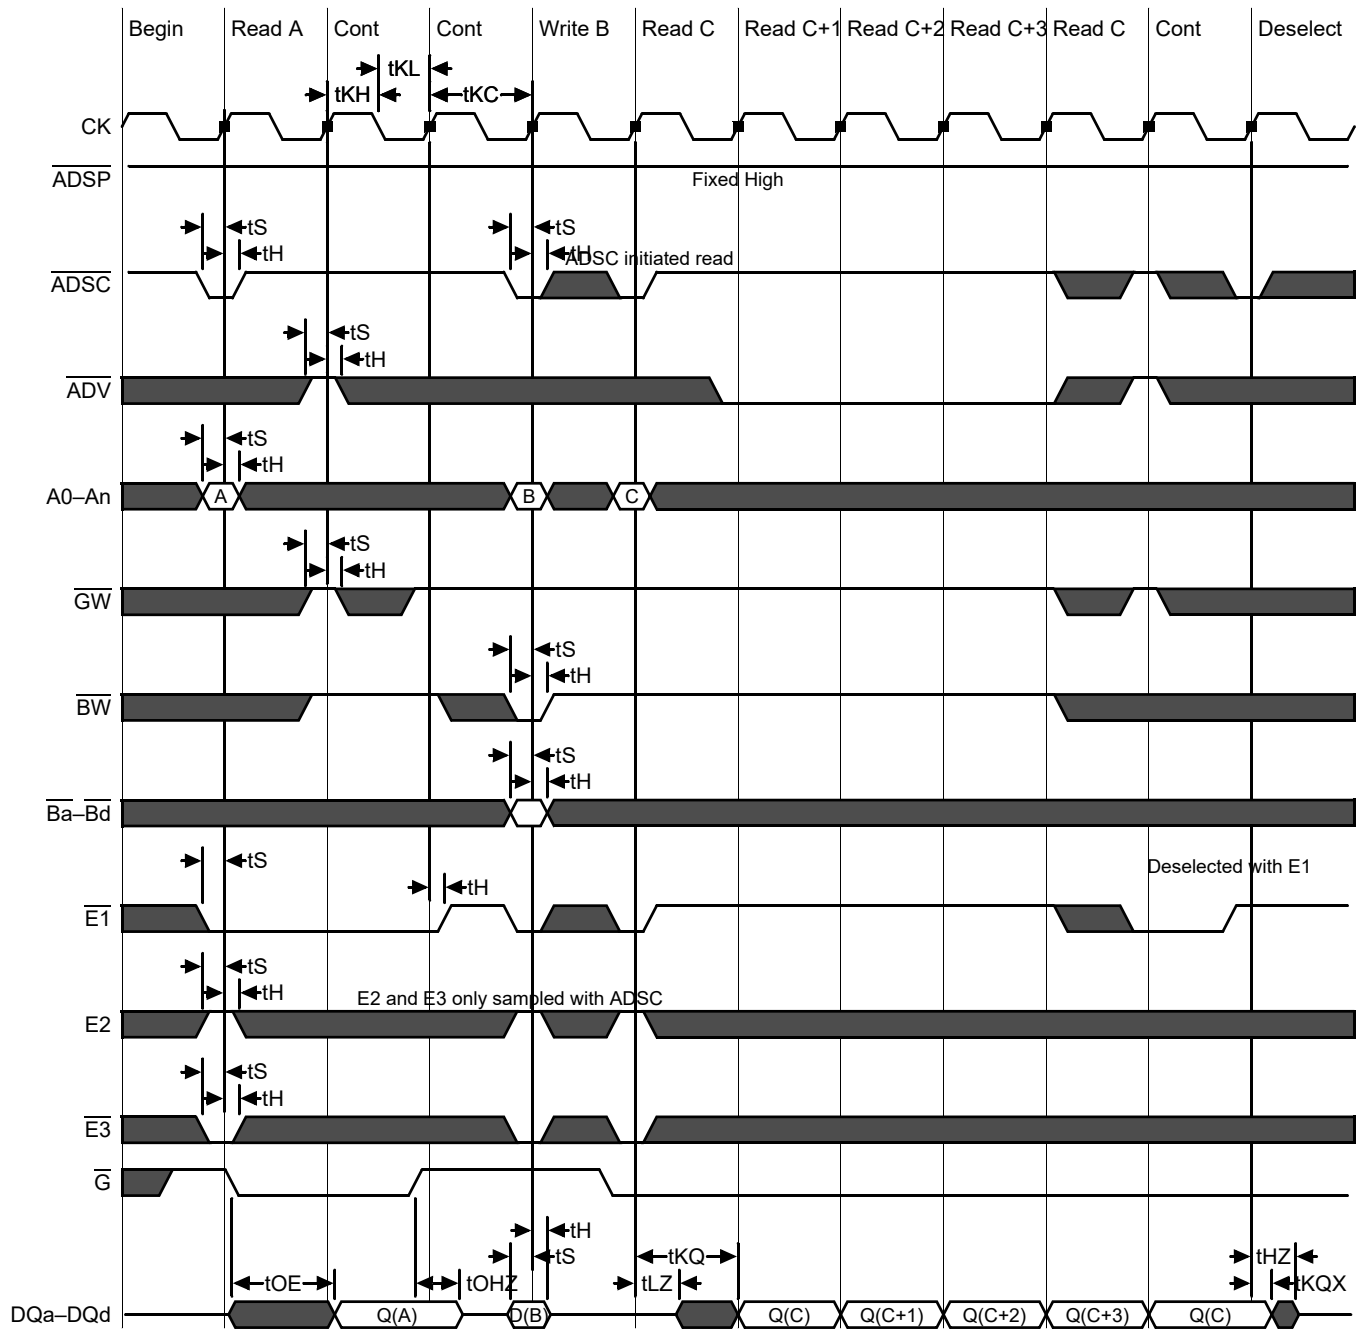 Begin Read A Cont Cont Write B Read C Read C+1 Read C+2 Read C+3 Read C Cont Deselect
tKL
tKH tKC
CK
ADSP
Fixed High
tS tS
tH tH
ADSC initiated read
ADSC
tS
tH
ADV
tS
tH
A0–An A B C
tS
tH
GW
tS
tH
BW
tS
tH
Ba–Bd
tS
Deselected with E1
tH
E1
tS
tH
E2 and E3 only sampled with ADSC
E2
tS
tH
E3
G
tH
tS tKQ tHZ
tOE tOHZ tLZ tKQX
DQa–DQd Q(A) D(B) Q(C) Q(C+1) Q(C+2) Q(C+3) Q(C)